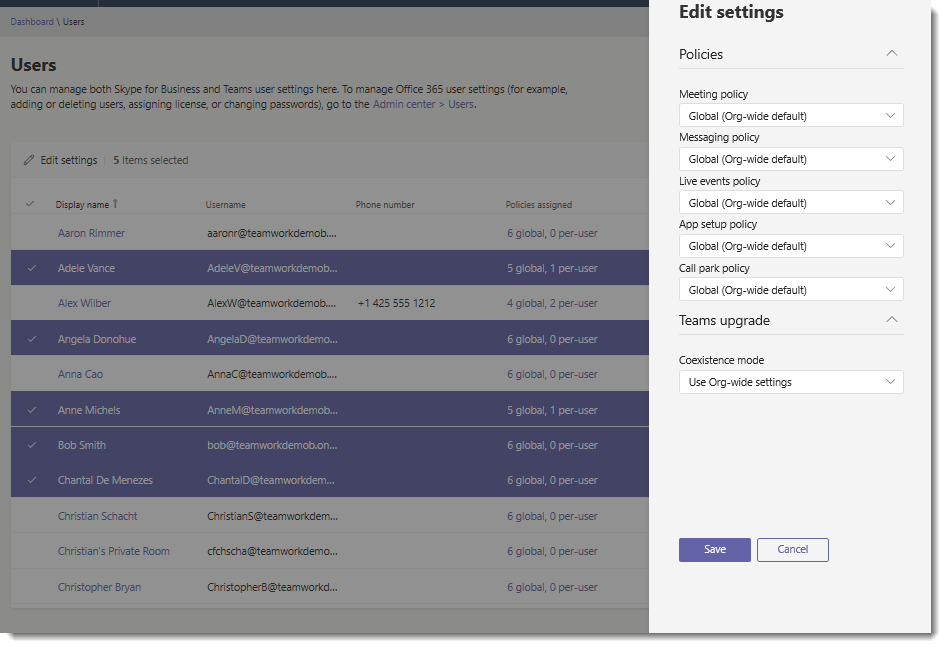 Dashboard \ Users
Users
You can manage both Skype for Business and Teams user settings here. To manage Office 365 user settings (for example,
adding or deleting users, assigning license, or changing passwords), go to the Admin center > Users.
Edit settings | 5 Items selected
Display name ↑ Username Phone number Policies assigned
Aaron Rimmer aaronr@teamworkdemob.... 6 global, 0 per-user
Adele Vance AdeleV@teamworkdemob... 5 global, 1 per-user
Alex Wilber AlexW@teamworkdemob.... +1 425 555 1212 4 global, 2 per-user
Angela Donohue AngelaD@teamworkdemo... 6 global, 0 per-user
Anna Cao AnnaC@teamworkdemob.... 6 global, 0 per-user
Anne Michels AnneM@teamworkdemob... 5 global, 1 per-user
Bob Smith bob@teamworkdemob.on... 6 global, 0 per-user
Chantal De Menezes ChantalD@teamworkdem... 6 global, 0 per-user
Christian Schacht ChristianS@teamworkdem... 6 global, 0 per-user
Christian's Private Room cfchscha@teamworkdemo... 6 global, 0 per-user
Christopher Bryan ChristopherB@teamworkd... 6 global, 0 per-user
Edit settings
Policies
Meeting policy
Global (Org-wide default)
Messaging policy
Global (Org-wide default)
Live events policy
Global (Org-wide default)
App setup policy
Global (Org-wide default)
Call park policy
Global (Org-wide default)
Teams upgrade
Coexistence mode
Use Org-wide settings
Save Cancel